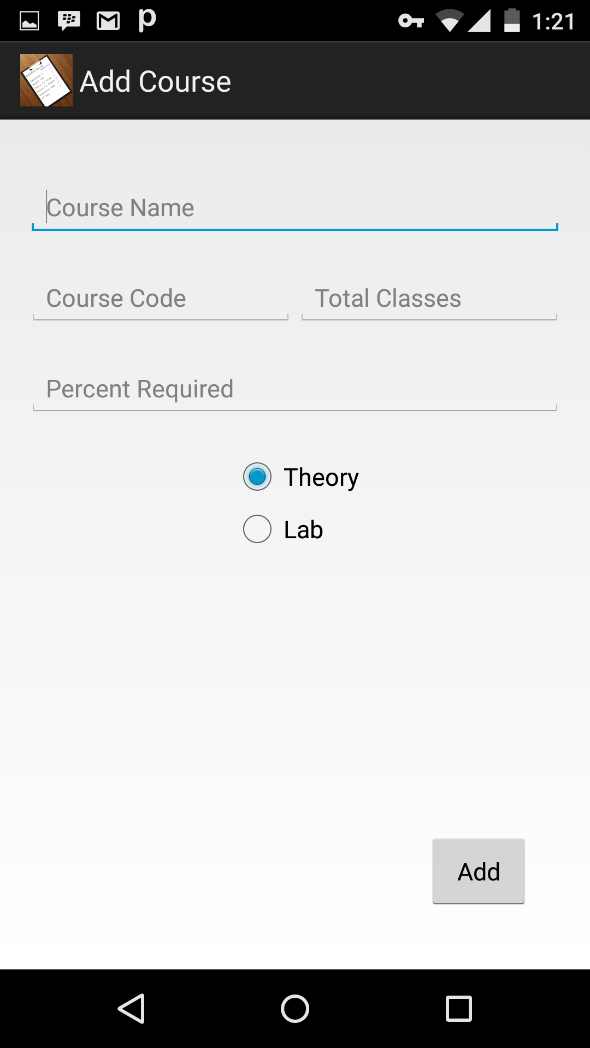 1:21
Add Course
Course Name
Course Code Total Classes
Percent Required
Theory
Lab
Add